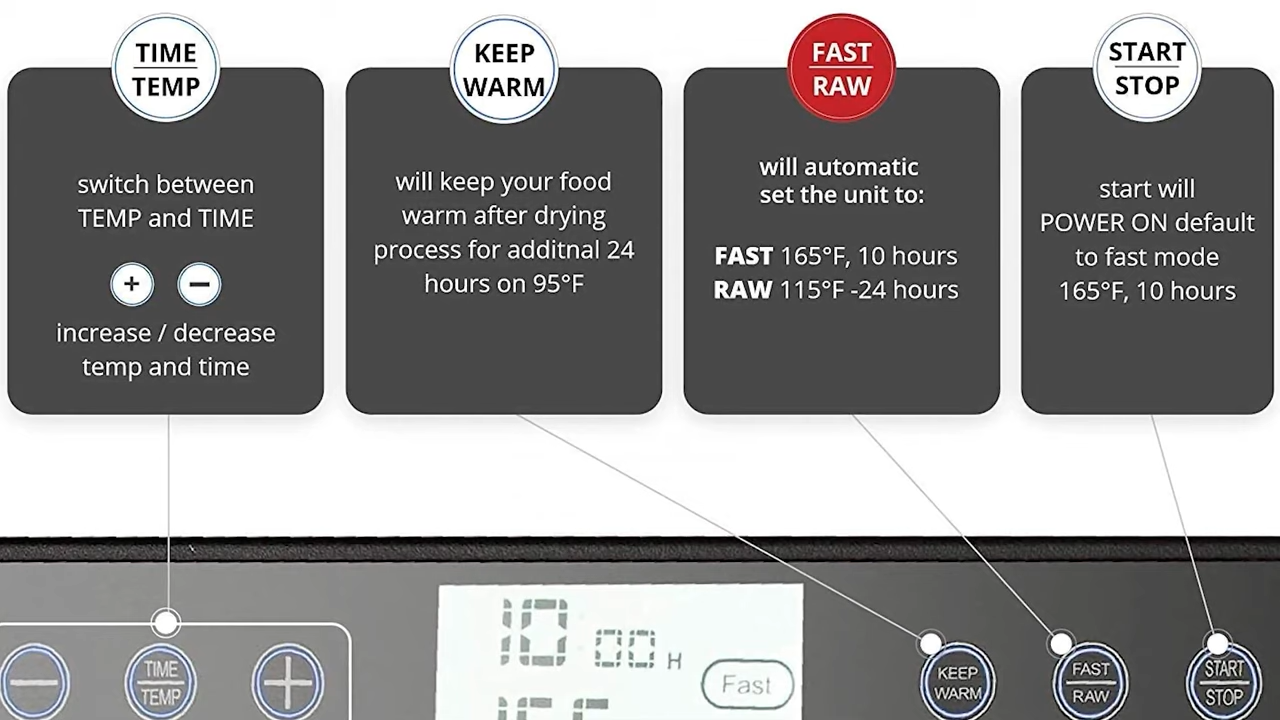 TIME
TEMP
switch between
TEMP and TIME
+ −
increase / decrease
temp and time
KEEP
WARM
will keep your food
warm after drying
process for additnal 24
hours on 95°F
FAST
RAW
will automatic
set the unit to:
FAST 165°F, 10 hours
RAW 115°F -24 hours
START
STOP
start will
POWER ON default
to fast mode
165°F, 10 hours
− TIME
TEMP +
10 00 H
Fast
KEEP
WARM
FAST
RAW
START
STOP